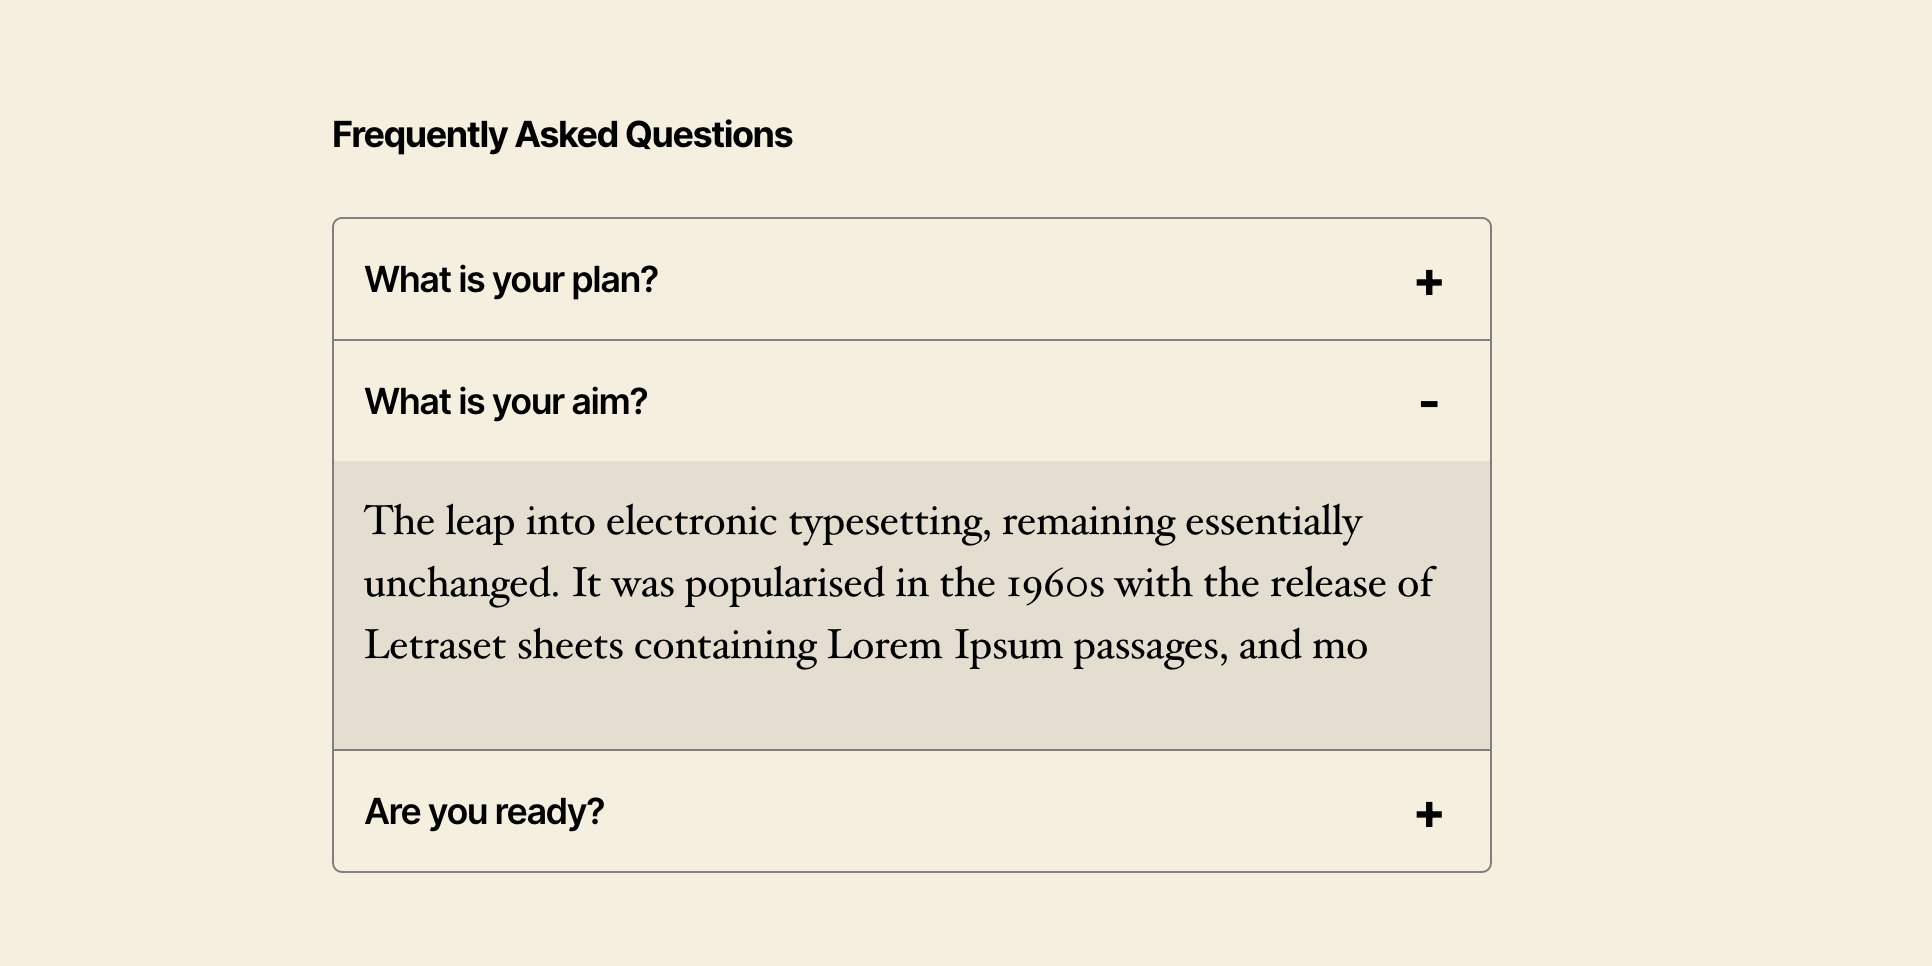 Frequently Asked Questions
What is your plan?
+
What is your aim?
-
The leap into electronic typesetting, remaining essentially
unchanged. It was popularised in the 1960s with the release of
Letraset sheets containing Lorem Ipsum passages, and mo
Are you ready?
+